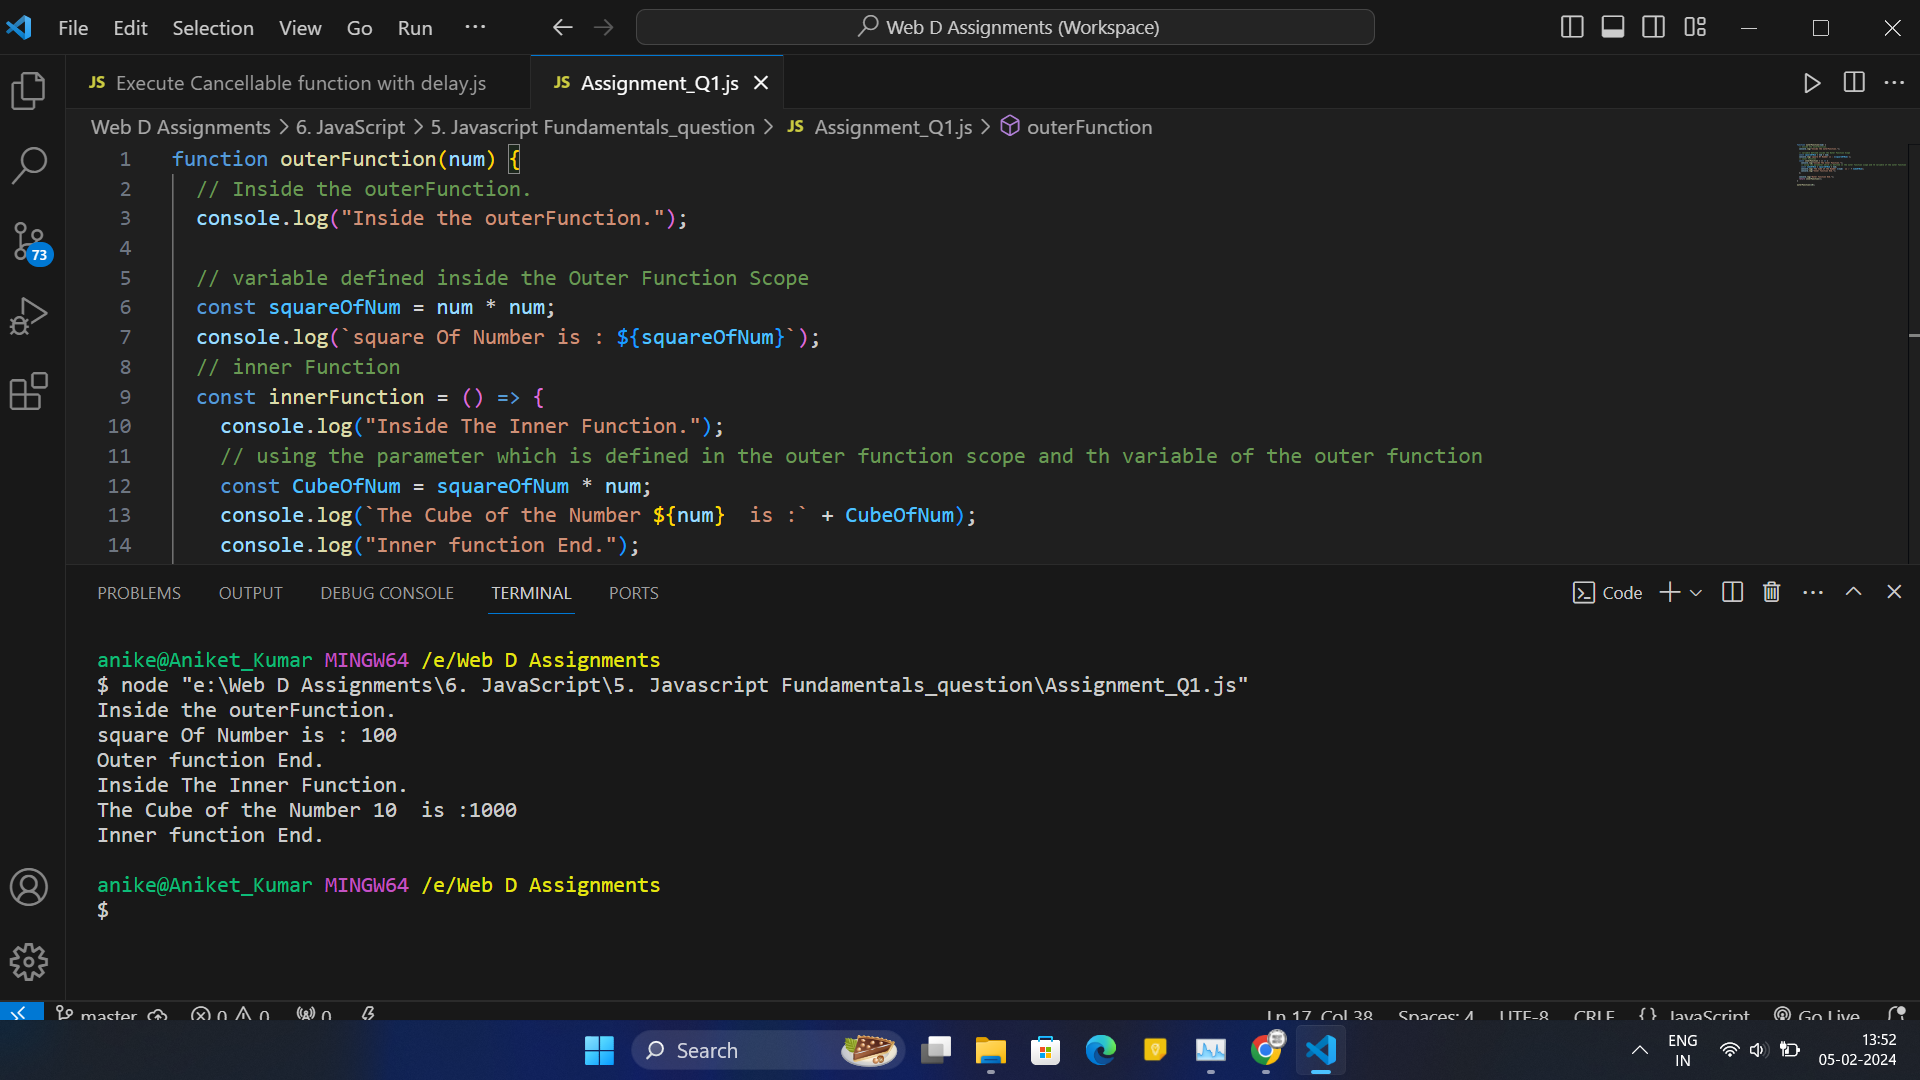 File Edit Selection View Go Run ··· Web D Assignments (Workspace)
JS Execute Cancellable function with delay.js JS Assignment_Q1.js
Web D Assignments > 6. JavaScript > 5. Javascript Fundamentals_question > JS Assignment_Q1.js > outerFunction
1 function outerFunction(num) {
2 // Inside the outerFunction.
3 console.log("Inside the outerFunction.");
4
5 // variable defined inside the Outer Function Scope
6 const squareOfNum = num * num;
7 console.log(`square Of Number is : ${squareOfNum}`);
8 // inner Function
9 const innerFunction = () => {
10 console.log("Inside The Inner Function.");
11 // using the parameter which is defined in the outer function scope and th variable of the outer function
12 const CubeOfNum = squareOfNum * num;
13 console.log(`The Cube of the Number ${num}  is :` + CubeOfNum);
14 console.log("Inner function End.");
73
PROBLEMS OUTPUT DEBUG CONSOLE TERMINAL PORTS Code
anike@Aniket_Kumar MINGW64 /e/Web D Assignments
$ node "e:\Web D Assignments\6. JavaScript\5. Javascript Fundamentals_question\Assignment_Q1.js"
Inside the outerFunction.
square Of Number is : 100
Outer function End.
Inside The Inner Function.
The Cube of the Number 10  is :1000
Inner function End.
anike@Aniket_Kumar MINGW64 /e/Web D Assignments
$
master 0 0 0 Ln 17, Col 38 Spaces: 4 UTF-8 CRLF {} JavaScript Go Live
Search ENG 13:52
IN 05-02-2024